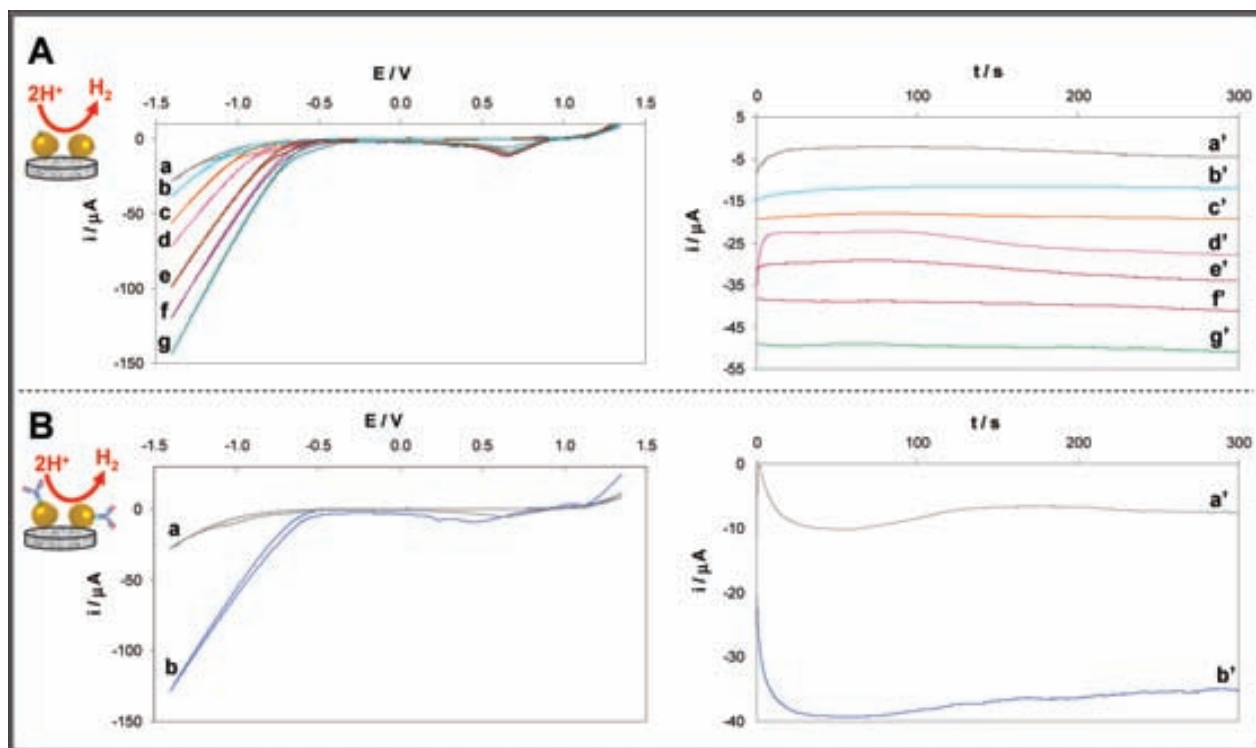 A
2H⁺ H₂
E / V
-1.5 -1.0 -0.5 0.0 0.5 1.0 1.5
0
-50
-100
-150
i / µA
a
b
c
d
e
f
g
t / s
0 100 200 300
5
-5
-15
-25
-35
-45
-55
i / µA
a'
b'
c'
d'
e'
f'
g'
B
2H⁺ H₂
E / V
-1.5 -1.0 -0.5 0.0 0.5 1.0 1.5
0
-50
-100
-150
i / µA
a
b
t / s
0 100 200 300
0
-10
-20
-30
-40
i / µA
a'
b'